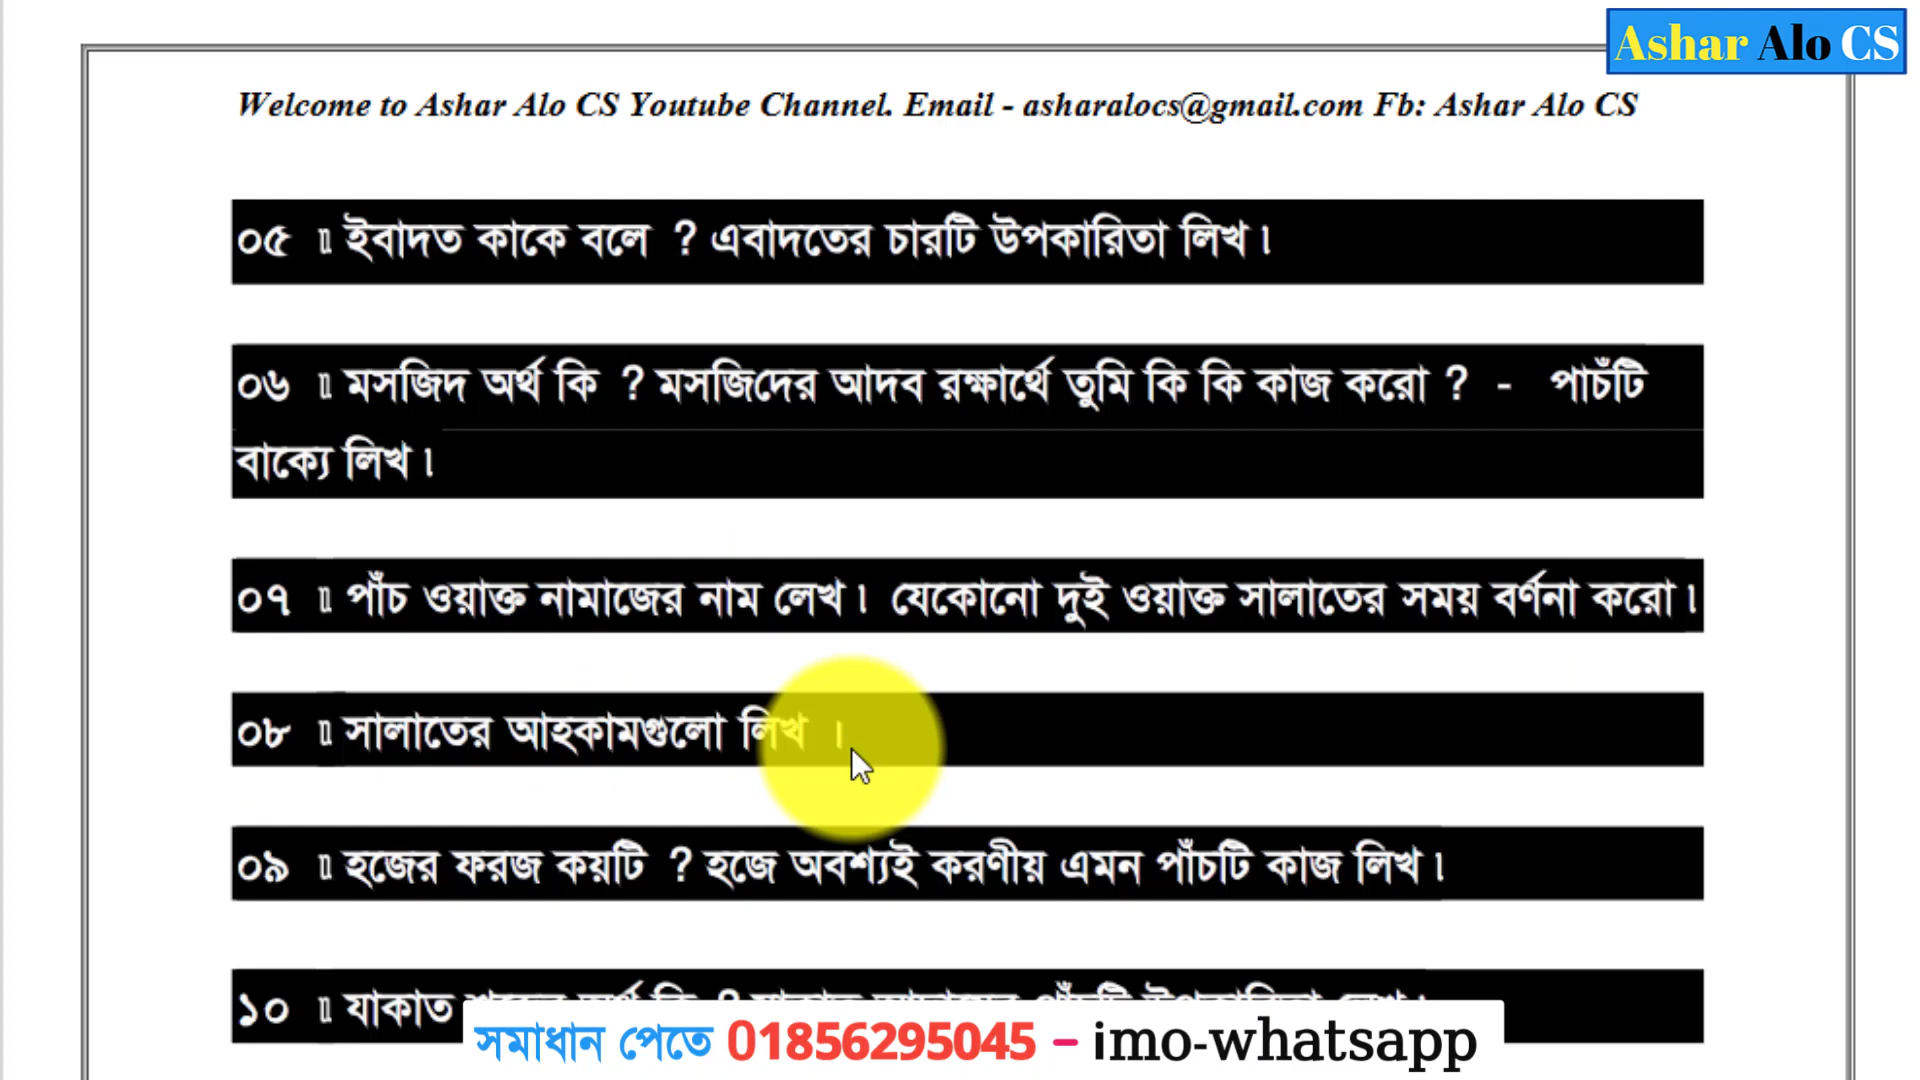 Ashar Alo CS
Welcome to Ashar Alo CS Youtube Channel. Email - asharalocs@gmail.com Fb: Ashar Alo CS
০৫ ॥ ইবাদত কাকে বলে ? এবাদতের চারটি উপকারিতা লিখ।
০৬ ॥ মসজিদ অর্থ কি ? মসজিদের আদব রক্ষার্থে তুমি কি কি কাজ করো ? - পাচঁটি
বাক্যে লিখ।
০৭ ॥ পাঁচ ওয়াক্ত নামাজের নাম লেখ। যেকোনো দুই ওয়াক্ত সালাতের সময় বর্ণনা করো।
০৮ ॥ সালাতের আহকামগুলো লিখ ।
০৯ ॥ হজের ফরজ কয়টি ? হজে অবশ্যই করণীয় এমন পাঁচটি কাজ লিখ।
১০ ॥ যাকাত
সমাধান পেতে 01856295045 – imo-whatsapp